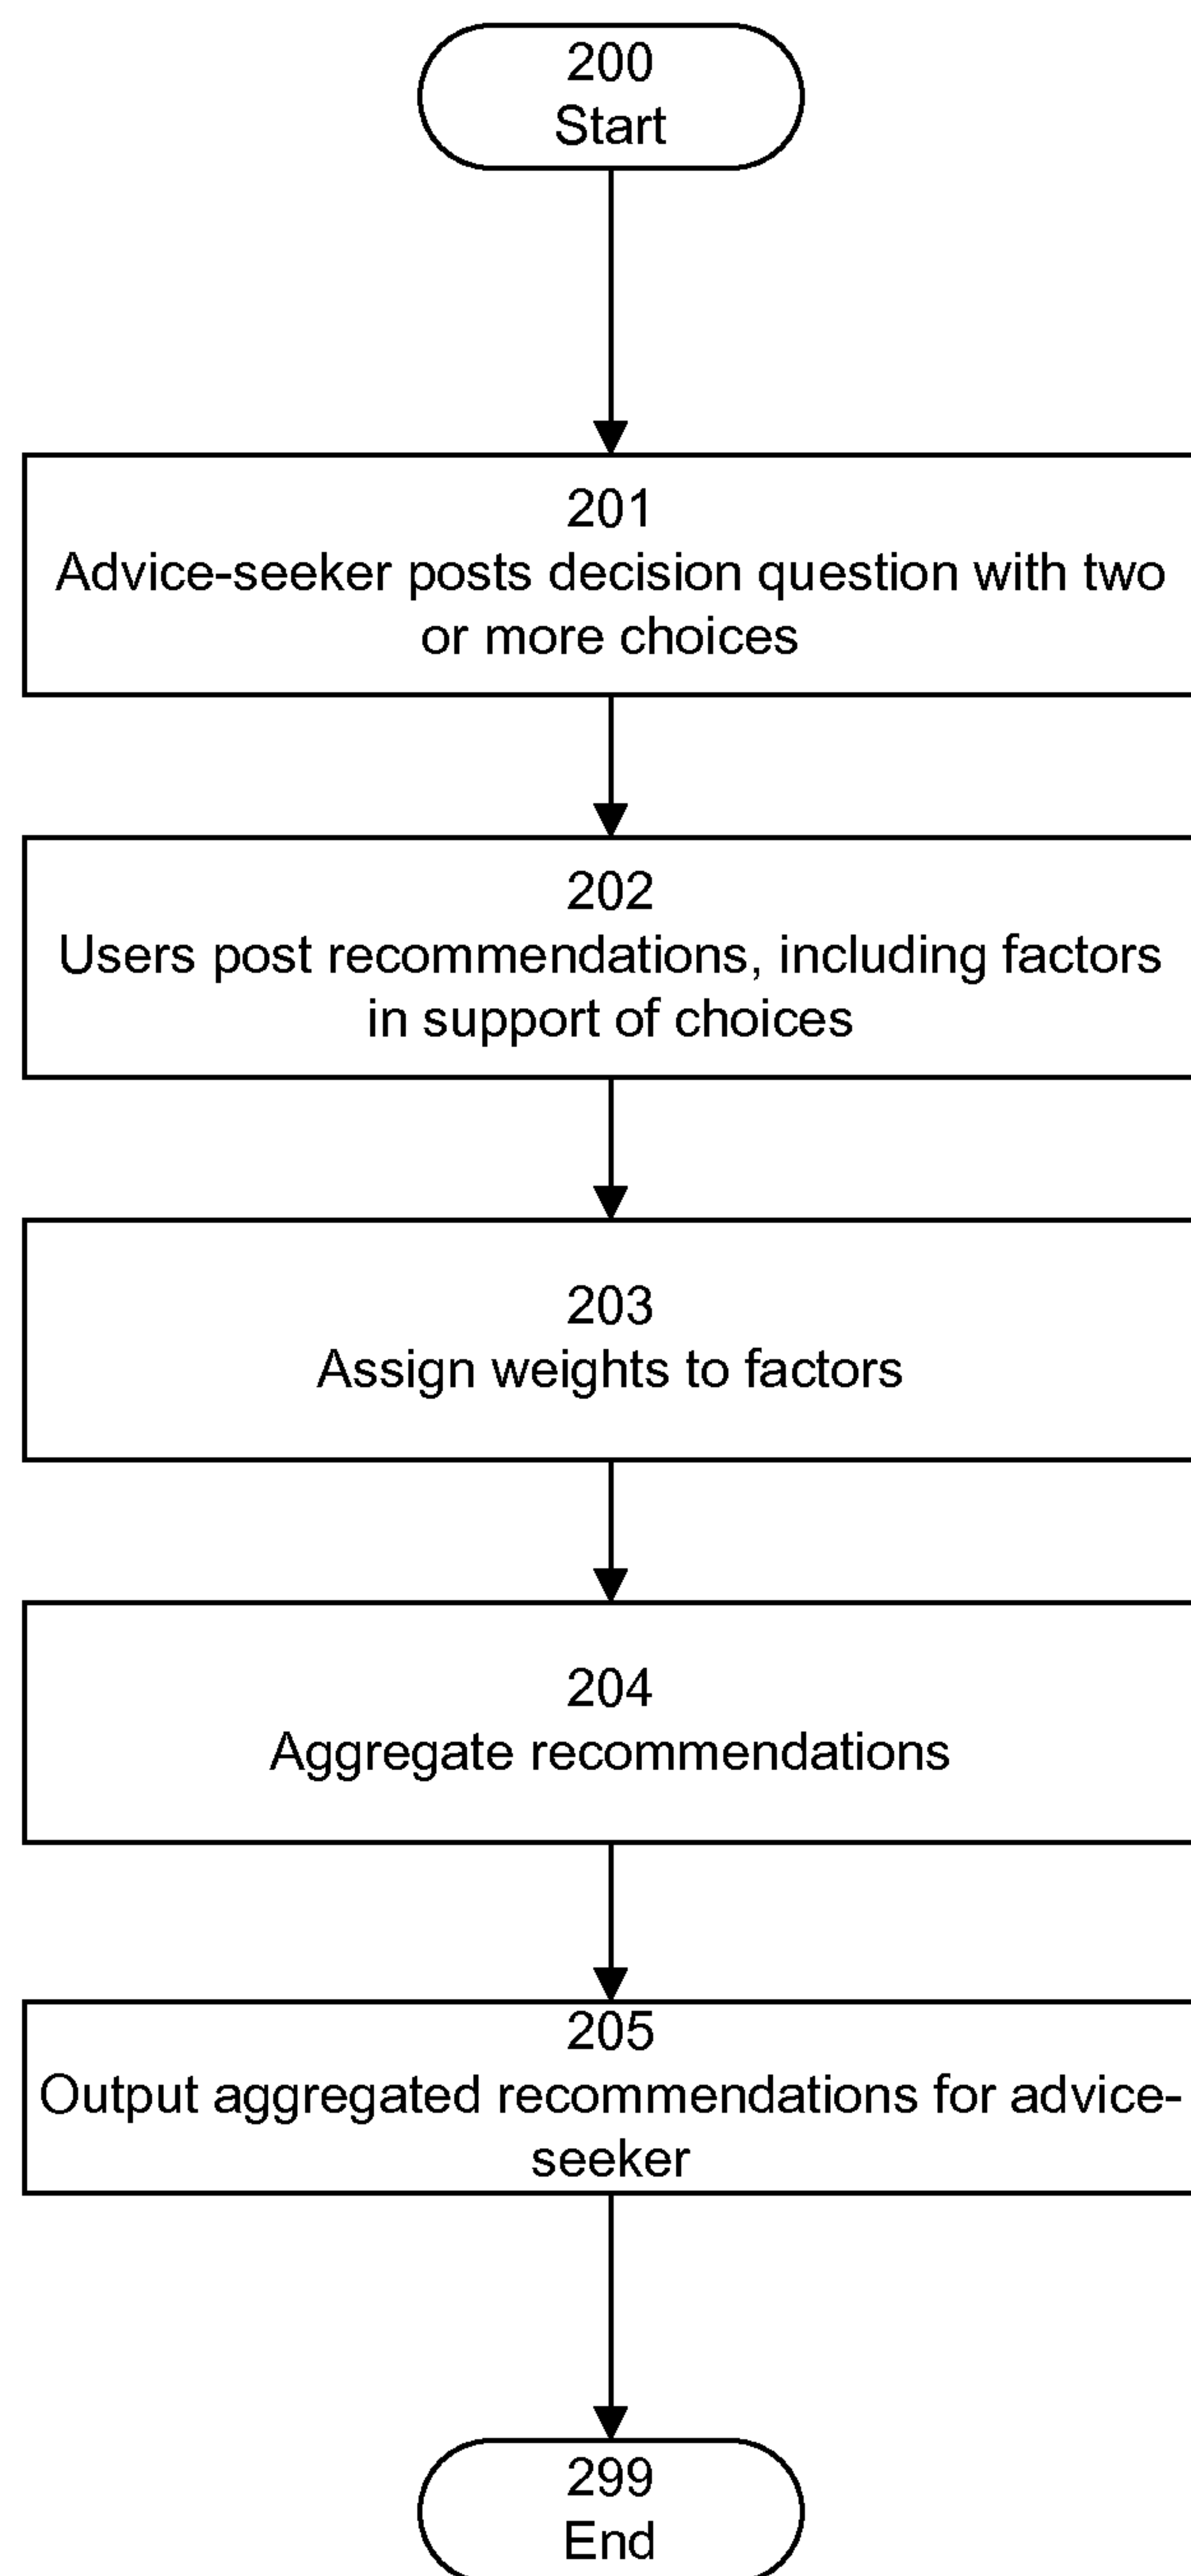 200
Start
201
Advice-seeker posts decision question with two
or more choices
202
Users post recommendations, including factors
in support of choices
203
Assign weights to factors
204
Aggregate recommendations
205
Output aggregated recommendations for advice-
seeker
299
End